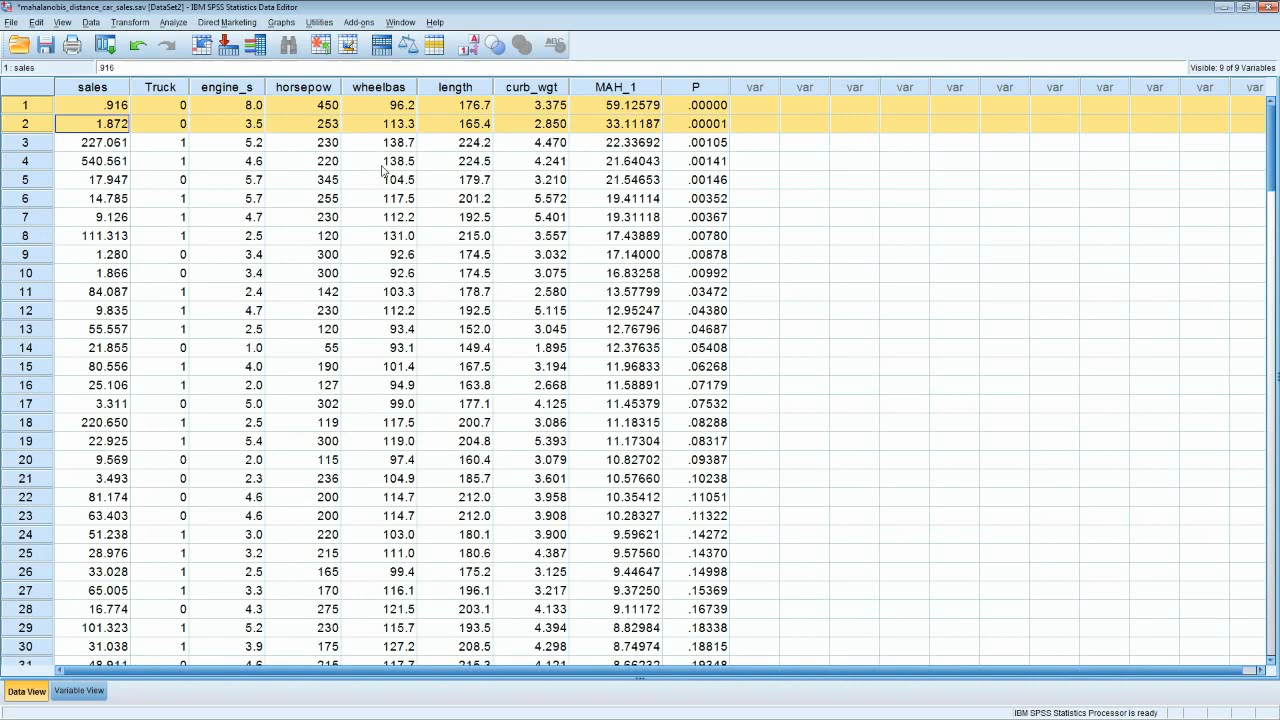 *mahalanobis_distance_car_sales.sav [DataSet2] - IBM SPSS Statistics Data Editor
File Edit View Data Transform Analyze Direct Marketing Graphs Utilities Add-ons Window Help
1 : sales .916 Visible: 9 of 9 Variables
sales Truck engine_s horsepow wheelbas length curb_wgt MAH_1 P var var var var var var var var var var var
1 .916 0 8.0 450 96.2 176.7 3.375 59.12579 .00000
2 1.872 0 3.5 253 113.3 165.4 2.850 33.11187 .00001
3 227.061 1 5.2 230 138.7 224.2 4.470 22.33692 .00105
4 540.561 1 4.6 220 138.5 224.5 4.241 21.64043 .00141
5 17.947 0 5.7 345 104.5 179.7 3.210 21.54653 .00146
6 14.785 1 5.7 255 117.5 201.2 5.572 19.41114 .00352
7 9.126 1 4.7 230 112.2 192.5 5.401 19.31118 .00367
8 111.313 1 2.5 120 131.0 215.0 3.557 17.43889 .00780
9 1.280 0 3.4 300 92.6 174.5 3.032 17.14000 .00878
10 1.866 0 3.4 300 92.6 174.5 3.075 16.83258 .00992
11 84.087 1 2.4 142 103.3 178.7 2.580 13.57799 .03472
12 9.835 1 4.7 230 112.2 192.5 5.115 12.95247 .04380
13 55.557 1 2.5 120 93.4 152.0 3.045 12.76796 .04687
14 21.855 0 1.0 55 93.1 149.4 1.895 12.37635 .05408
15 80.556 1 4.0 190 101.4 167.5 3.194 11.96833 .06268
16 25.106 1 2.0 127 94.9 163.8 2.668 11.58891 .07179
17 3.311 0 5.0 302 99.0 177.1 4.125 11.45379 .07532
18 220.650 1 2.5 119 117.5 200.7 3.086 11.18315 .08288
19 22.925 1 5.4 300 119.0 204.8 5.393 11.17304 .08317
20 9.569 0 2.0 115 97.4 160.4 3.079 10.82702 .09387
21 3.493 0 2.3 236 104.9 185.7 3.601 10.57660 .10238
22 81.174 0 4.6 200 114.7 212.0 3.958 10.35412 .11051
23 63.403 0 4.6 200 114.7 212.0 3.908 10.28327 .11322
24 51.238 1 3.0 220 103.0 180.1 3.900 9.59621 .14272
25 28.976 1 3.2 215 111.0 180.6 4.387 9.57560 .14370
26 33.028 1 2.5 165 99.4 175.2 3.125 9.44647 .14998
27 65.005 1 3.3 170 116.1 196.1 3.217 9.37250 .15369
28 16.774 0 4.3 275 121.5 203.1 4.133 9.11172 .16739
29 101.323 1 5.2 230 115.7 193.5 4.394 8.82984 .18338
30 31.038 1 3.9 175 127.2 208.5 4.298 8.74974 .18815
31 48.911 0 4.6 215 117.7 215.3 4.121 8.66232 .19348
Data View Variable View
IBM SPSS Statistics Processor is ready